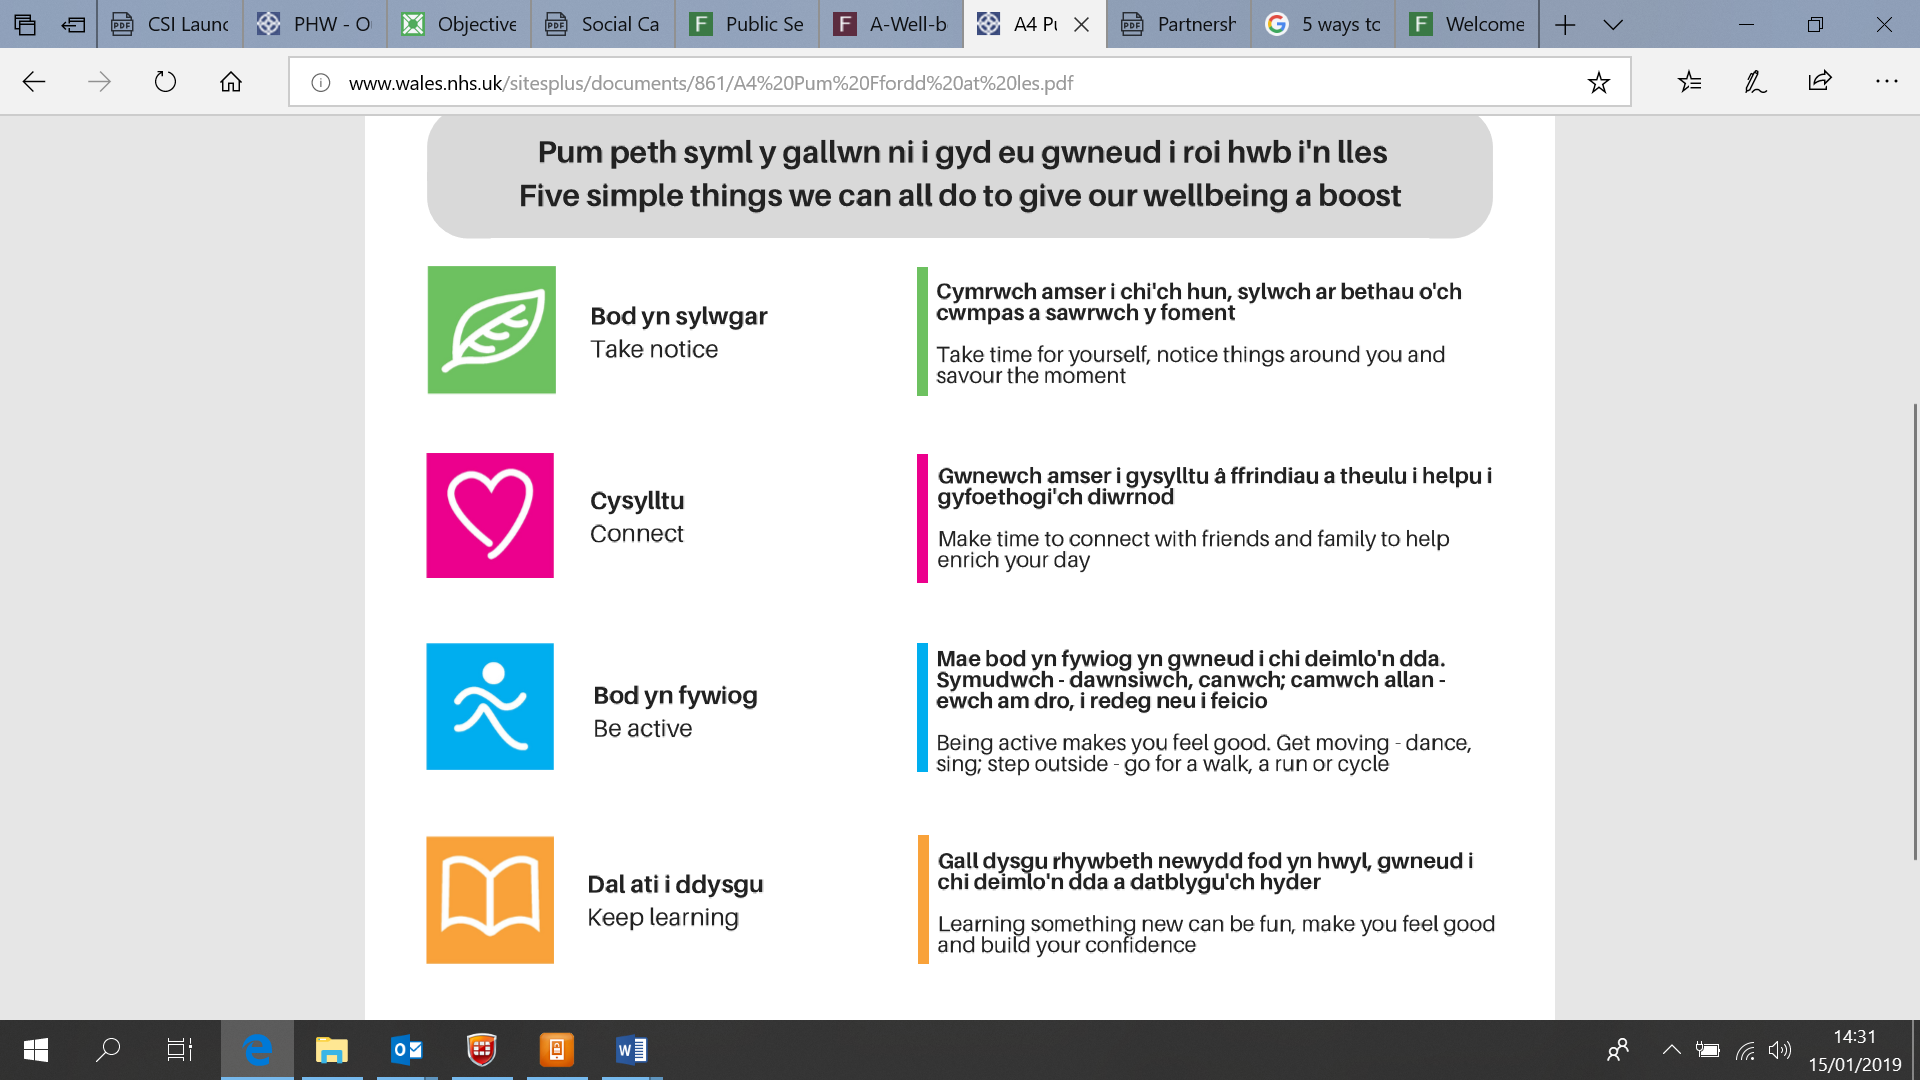 CSI Launc
PHW - O
Objective
Social Ca
Public Se
A-Well-b
A4 Pu
Partnersh
5 ways to
Welcome
www.wales.nhs.uk/sitesplus/documents/861/A4%20Pum%20Ffordd%20at%20les.pdf
Pum peth syml y gallwn ni i gyd eu gwneud i roi hwb i'n lles
Five simple things we can all do to give our wellbeing a boost
Bod yn sylwgar
Take notice
Cymrwch amser i chi'ch hun, sylwch ar bethau o'ch
cwmpas a sawrwch y foment
Take time for yourself, notice things around you and
savour the moment
Cysylltu
Connect
Gwnewch amser i gysylltu â ffrindiau a theulu i helpu i
gyfoethogi'ch diwrnod
Make time to connect with friends and family to help
enrich your day
Bod yn fywiog
Be active
Mae bod yn fywiog yn gwneud i chi deimlo'n dda.
Symudwch - dawnsiwch, canwch; camwch allan -
ewch am dro, i redeg neu i feicio
Being active makes you feel good. Get moving - dance,
sing; step outside - go for a walk, a run or cycle
Dal ati i ddysgu
Keep learning
Gall dysgu rhywbeth newydd fod yn hwyl, gwneud i
chi deimlo'n dda a datblygu'ch hyder
Learning something new can be fun, make you feel good
and build your confidence
14:31
15/01/2019